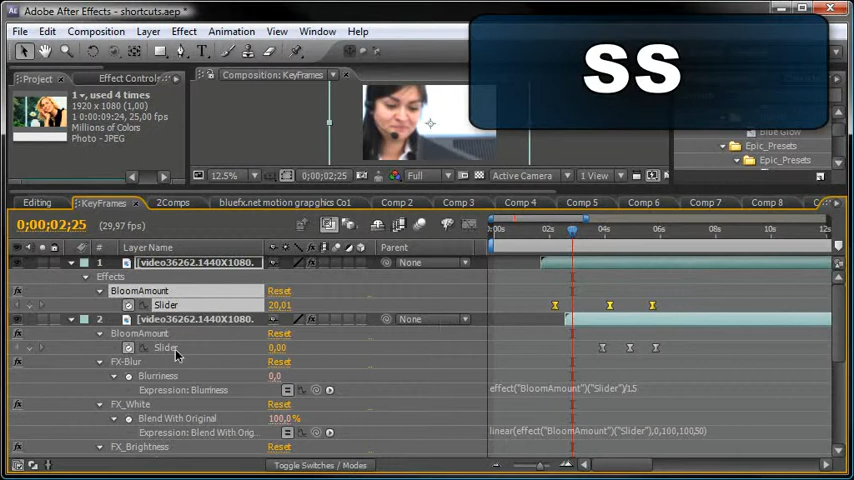 Adobe After Effects - shortcuts.aep *
SS
File Edit Composition Layer Effect Animation View Window Help
Project Effect Controls
Composition: KeyFrames
1 , used 4 times
1920 x 1080 (1,00)
0;00:09:24, 25,00 fps
Millions of Colors
Photo - JPEG
Blue Glow
Epic_Presets
Epic_Presets
12.5% 0;00;02;25 Full Active Camera 1 View
Editing KeyFrames 2Comps bluefx.net motion grapghics Co1 Comp 2 Comp 3 Comp 4 Comp 5 Comp 6 Comp 7 Comp 8
0;00;02;25 (29,97 fps)
# Layer Name Parent
:00s 02s 04s 06s 08s 10s 12s
1 [video36262.1440X1080. None
Effects
BloomAmount Reset
Slider 20,01
2 [video36262.1440X1080. None
BloomAmount Reset
Slider 0,00
FX-Blur Reset
Blurriness 0,0
Expression: Blurriness effect("BloomAmount")("Slider")/1.5
FX_White Reset
Blend With Original 100,0%
Expression: Blend With Orig... linear(effect("BloomAmount")("Slider"),0,100,100,50)
FX_Brightness Reset
Toggle Switches / Modes